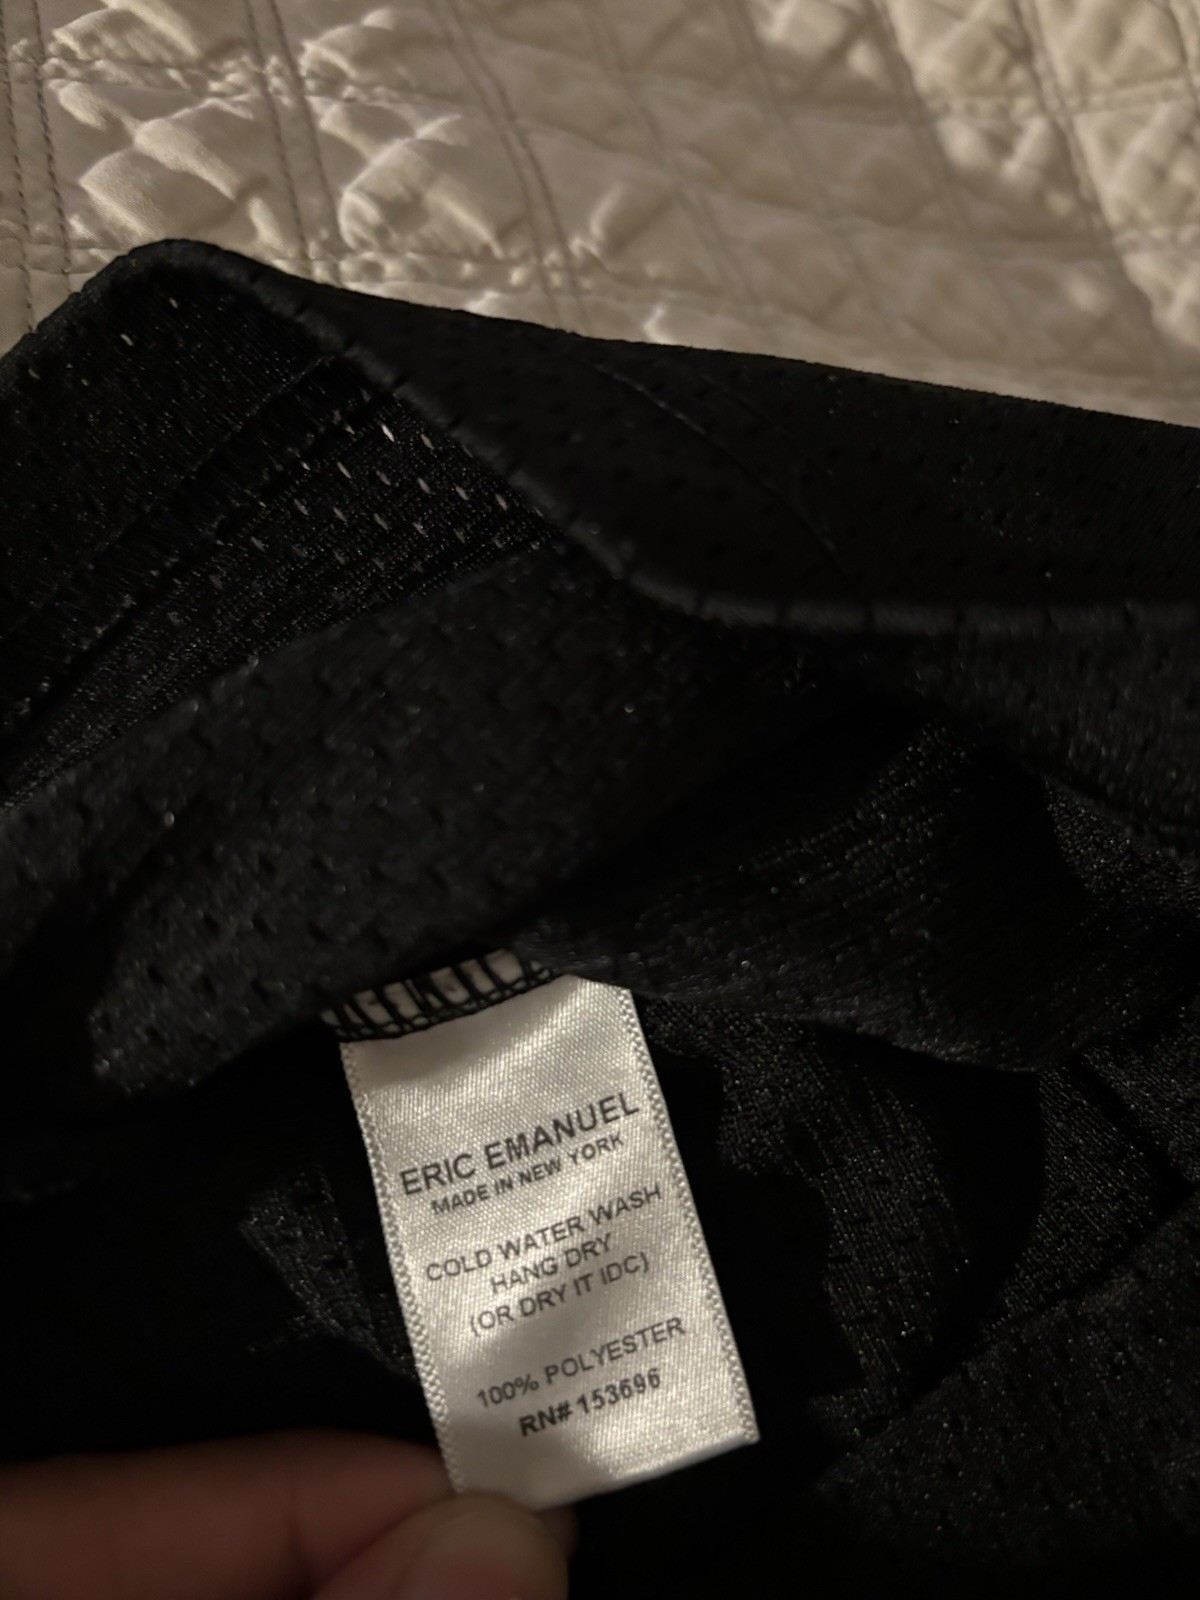 ERIC EMANUEL
MADE IN NEW YORK
COLD WATER WASH
HANG DRY
(OR DRY IT IDC)
100% POLYESTER
RN# 153696